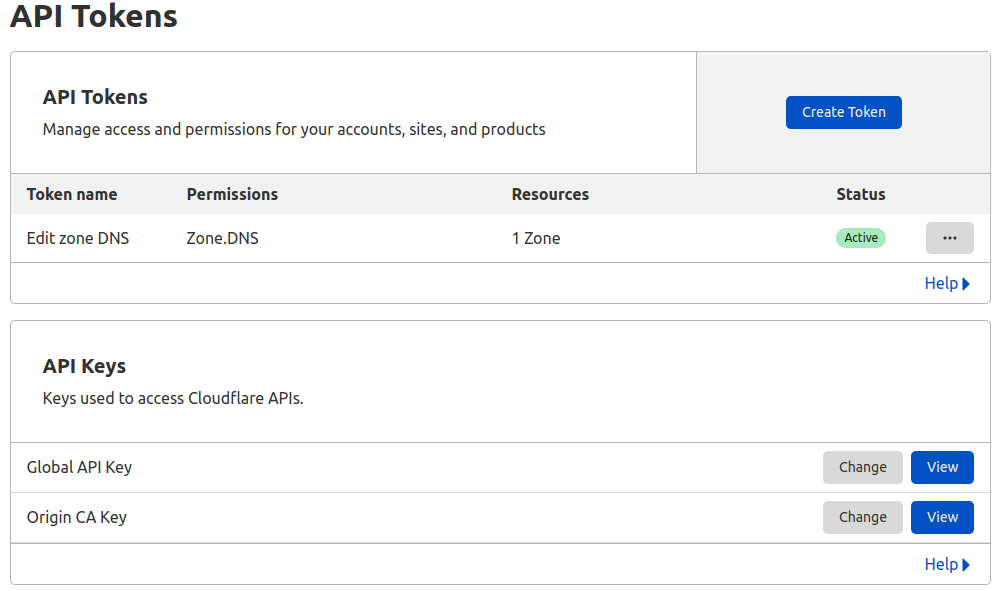 API Tokens
API Tokens
Manage access and permissions for your accounts, sites, and products
Create Token
Token name Permissions Resources Status
Edit zone DNS Zone.DNS 1 Zone Active ...
Help
API Keys
Keys used to access Cloudflare APIs.
Global API Key Change View
Origin CA Key Change View
Help